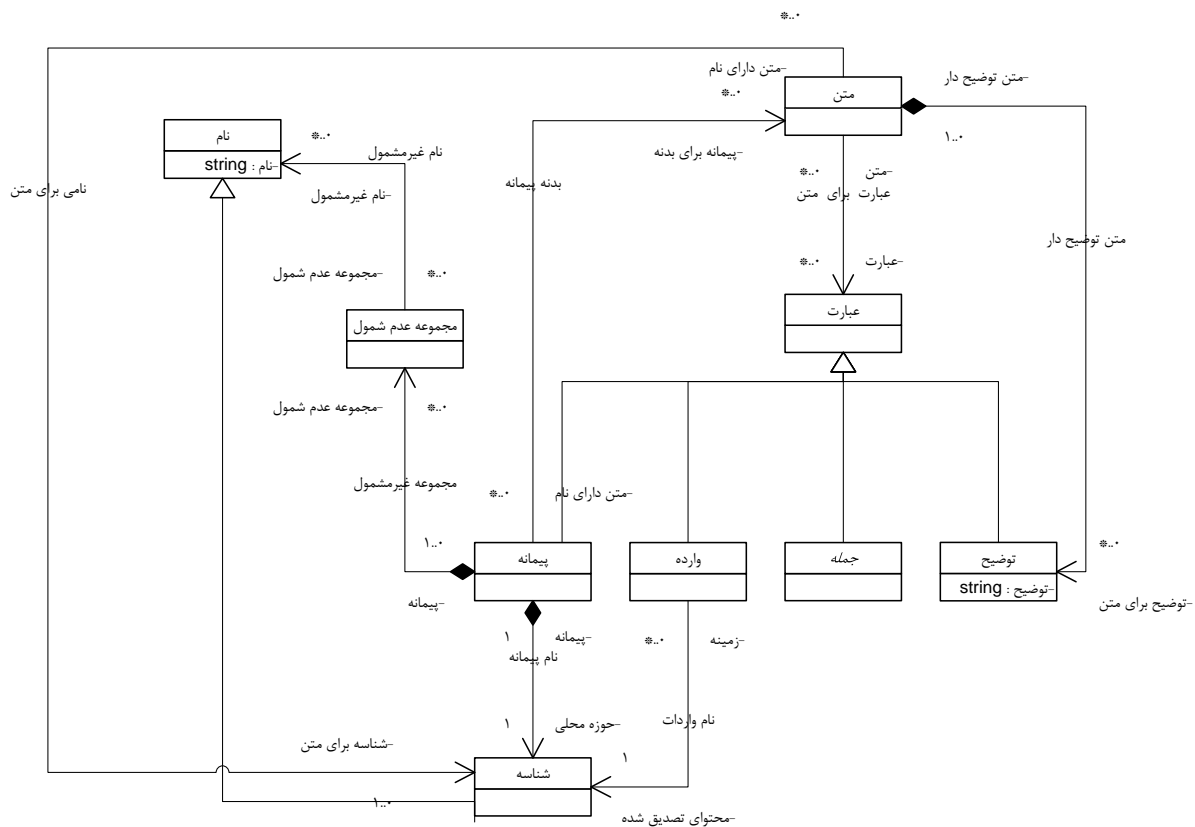 ۰..*
-متن دارای نام
متن
-متن توضیح دار
۰..*
نام
۰..*
۰..۱
-نام : string
نام غیرمشمول
-پیمانه برای بدنه
-متن
۰..*
نامی برای متن
-نام غیرمشمول
بدنه پیمانه
عبارت برای متن
متن توضیح دار
-مجموعه عدم شمول
۰..*
-عبارت
۰..*
مجموعه عدم شمول
عبارت
-مجموعه عدم شمول
۰..*
مجموعه غیرمشمول
۰..*
-متن دارای نام
۰..۱
پیمانه
وارده
جمله
توضیح
۰..*
-توضیح : string
-پیمانه
-توضیح برای متن
-پیمانه
۱
-زمینه
۰..*
نام پیمانه
نام واردات
-حوزه محلی
۱
-شناسه برای متن
۱
شناسه
۰..۱
-محتوای تصدیق شده